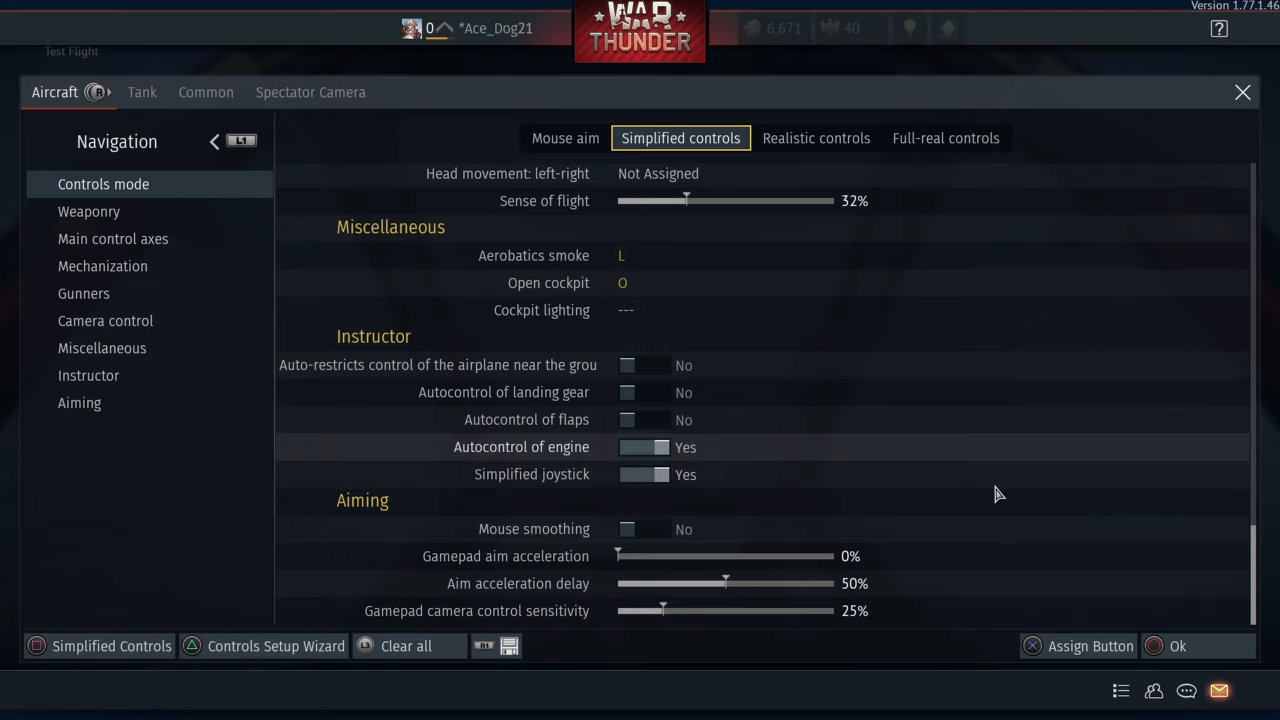 Version 1.77.1.46
0 *Ace_Dog21
WAR
THUNDER
6,671
40
?
Test Flight
Aircraft R Tank Common Spectator Camera
Navigation L1
Mouse aim Simplified controls Realistic controls Full-real controls
Controls mode
Weaponry
Main control axes
Mechanization
Gunners
Camera control
Miscellaneous
Instructor
Aiming
Head movement: left-right Not Assigned
Sense of flight 32%
Miscellaneous
Aerobatics smoke L
Open cockpit O
Cockpit lighting ---
Instructor
Auto-restricts control of the airplane near the grou No
Autocontrol of landing gear No
Autocontrol of flaps No
Autocontrol of engine Yes
Simplified joystick Yes
Aiming
Mouse smoothing No
Gamepad aim acceleration 0%
Aim acceleration delay 50%
Gamepad camera control sensitivity 25%
Simplified Controls Controls Setup Wizard L Clear all R1 Assign Button Ok